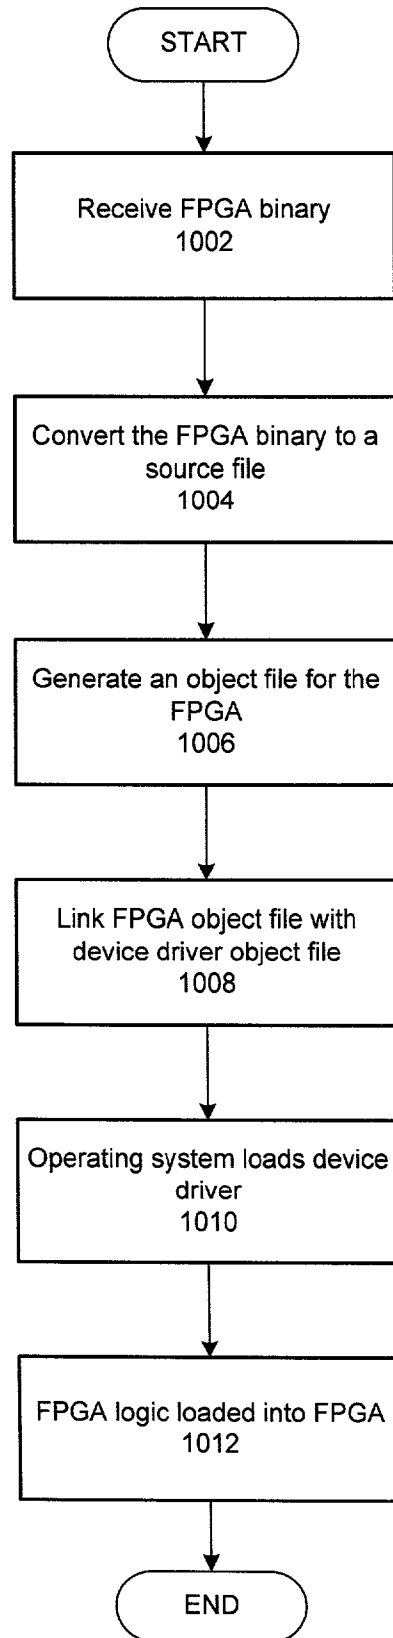 START
Receive FPGA binary
1002
Convert the FPGA binary to a
source file
1004
Generate an object file for the
FPGA
1006
Link FPGA object file with
device driver object file
1008
Operating system loads device
driver
1010
FPGA logic loaded into FPGA
1012
END